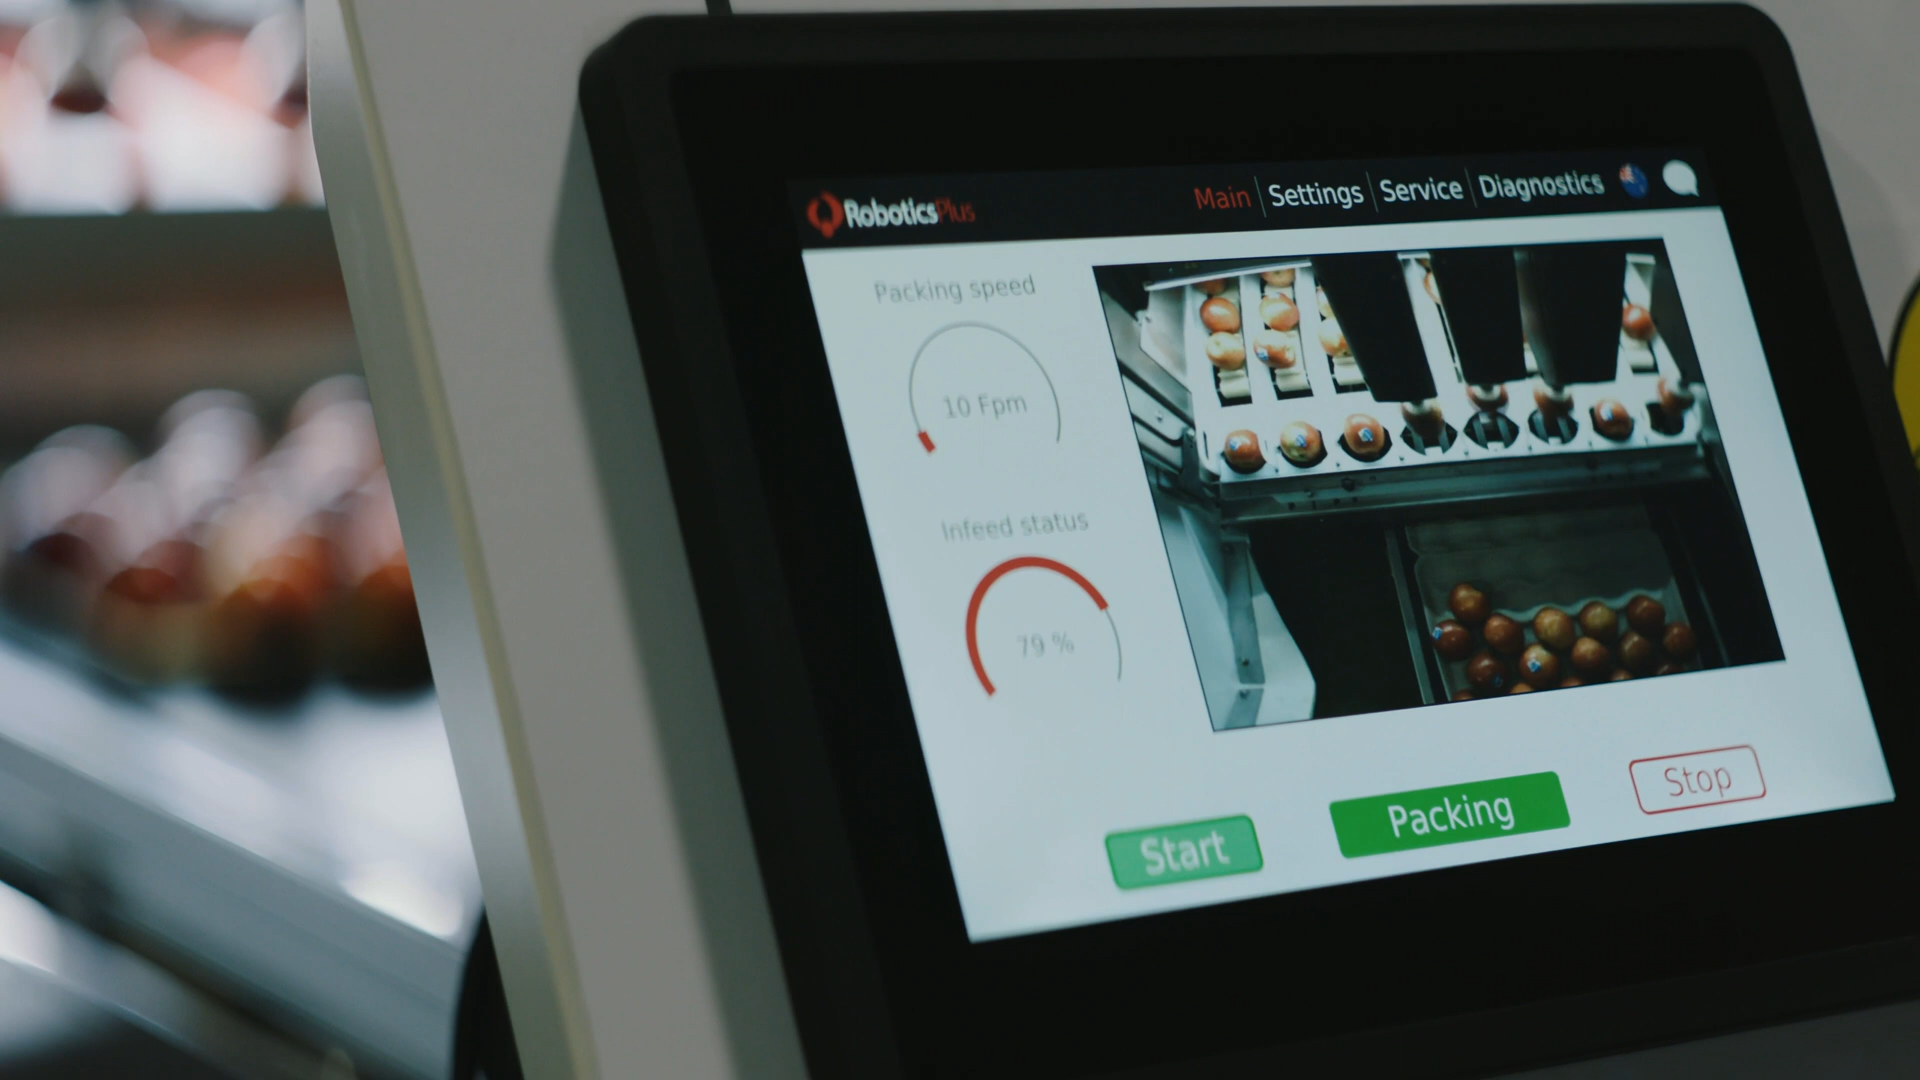 RoboticsPlus
Main Settings Service Diagnostics
Packing speed
10 Fpm
Infeed status
79 %
Start
Packing
Stop